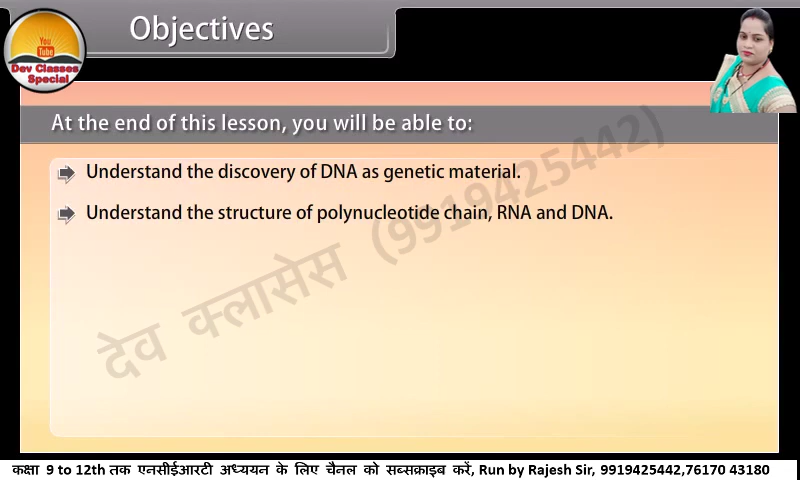 Objectives
You
Tube
Dev Classes
Special
At the end of this lesson, you will be able to:
Understand the discovery of DNA as genetic material.
Understand the structure of polynucleotide chain, RNA and DNA.
देव क्लासेस (9919425442)
कक्षा 9 to 12th तक एनसीईआरटी अध्ययन के लिए चैनल को सब्सक्राइब करें, Run by Rajesh Sir, 9919425442,76170 43180